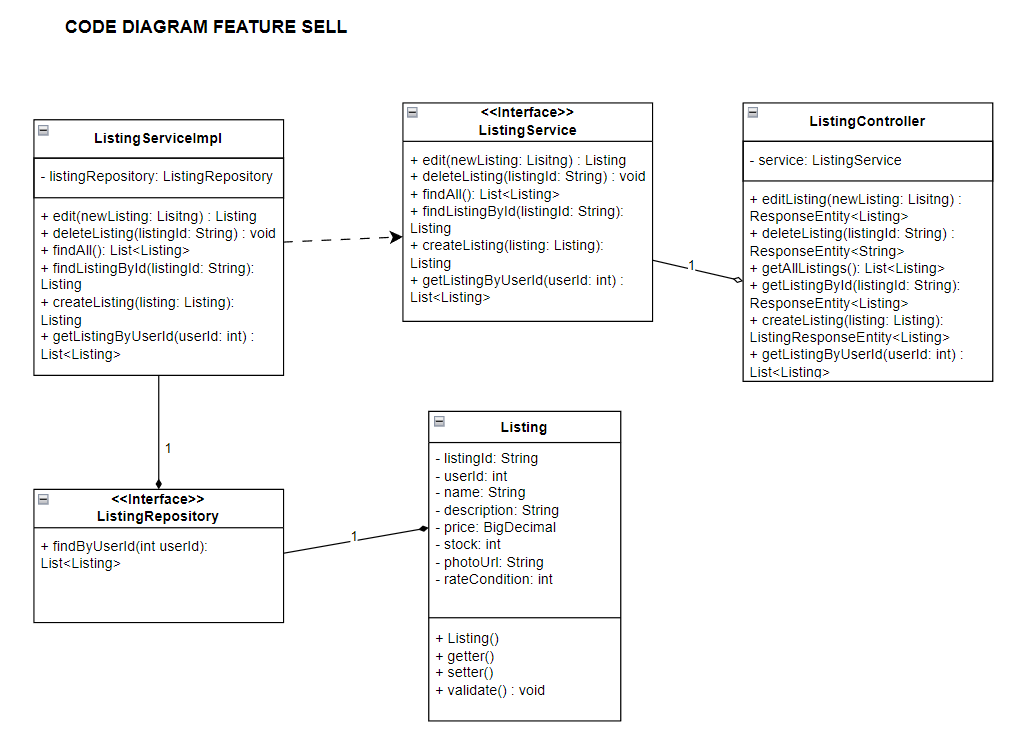 CODE DIAGRAM FEATURE SELL
ListingServiceImpl
- listingRepository: ListingRepository
+ edit(newListing: Lisitng) : Listing
+ deleteListing(listingId: String) : void
+ findAll(): List<Listing>
+ findListingById(listingId: String):
Listing
+ createListing(listing: Listing):
Listing
+ getListingByUserId(userId: int) :
List<Listing>
<<Interface>>
ListingService
+ edit(newListing: Lisitng) : Listing
+ deleteListing(listingId: String) : void
+ findAll(): List<Listing>
+ findListingById(listingId: String):
Listing
+ createListing(listing: Listing):
Listing
+ getListingByUserId(userId: int) :
List<Listing>
1
ListingController
- service: ListingService
+ editListing(newListing: Lisitng) :
ResponseEntity<Listing>
+ deleteListing(listingId: String) :
ResponseEntity<String>
+ getAllListings(): List<Listing>
+ getListingById(listingId: String):
ResponseEntity<Listing>
+ createListing(listing: Listing):
ListingResponseEntity<Listing>
+ getListingByUserId(userId: int) :
List<Listing>
1
<<Interface>>
ListingRepository
+ findByUserId(int userId):
List<Listing>
1
Listing
- listingId: String
- userId: int
- name: String
- description: String
- price: BigDecimal
- stock: int
- photoUrl: String
- rateCondition: int
+ Listing()
+ getter()
+ setter()
+ validate() : void